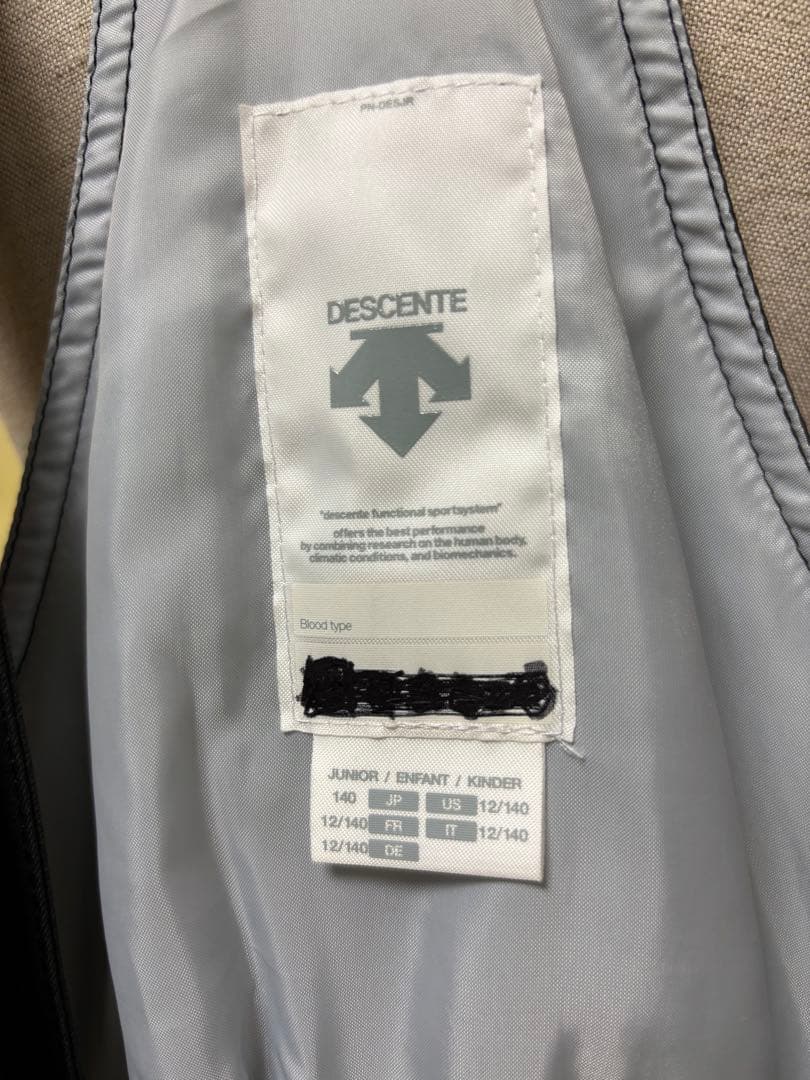 PN-DESJR
DESCENTE
"descente functional sportsystem"
offers the best performance
by combining research on the human body,
climatic conditions, and biomechanics.
Blood type
JUNIOR / ENFANT / KINDER
140 JP US 12/140
12/140 FR IT 12/140
12/140 DE